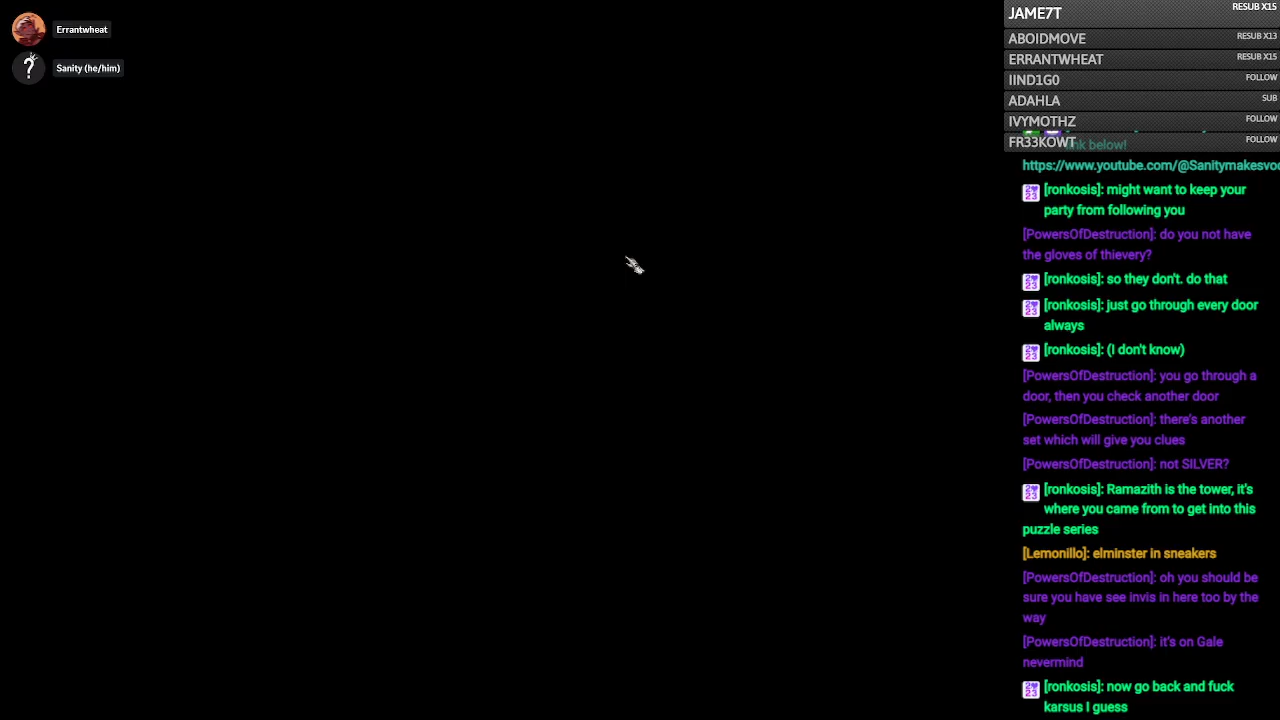 Errantwheat
Sanity (he/him)
JAME7T RESUB X15
ABOIDMOVE RESUB X13
ERRANTWHEAT RESUB X15
IIND1G0 FOLLOW
ADAHLA SUB
IVYMOTHZ FOLLOW
FR33KOWT FOLLOW
below!
https://www.youtube.com/@Sanitymakesvo
[ronkosis]: might want to keep your
party from following you
[PowersOfDestruction]: do you not have
the gloves of thievery?
[ronkosis]: so they don't. do that
[ronkosis]: just go through every door
always
[ronkosis]: (I don't know)
[PowersOfDestruction]: you go through a
door, then you check another door
[PowersOfDestruction]: there's another
set which will give you clues
[PowersOfDestruction]: not SILVER?
[ronkosis]: Ramazith is the tower, it's
where you came from to get into this
puzzle series
[Lemonillo]: elminster in sneakers
[PowersOfDestruction]: oh you should be
sure you have see invis in here too by the
way
[PowersOfDestruction]: it's on Gale
nevermind
[ronkosis]: now go back and fuck
karsus I guess